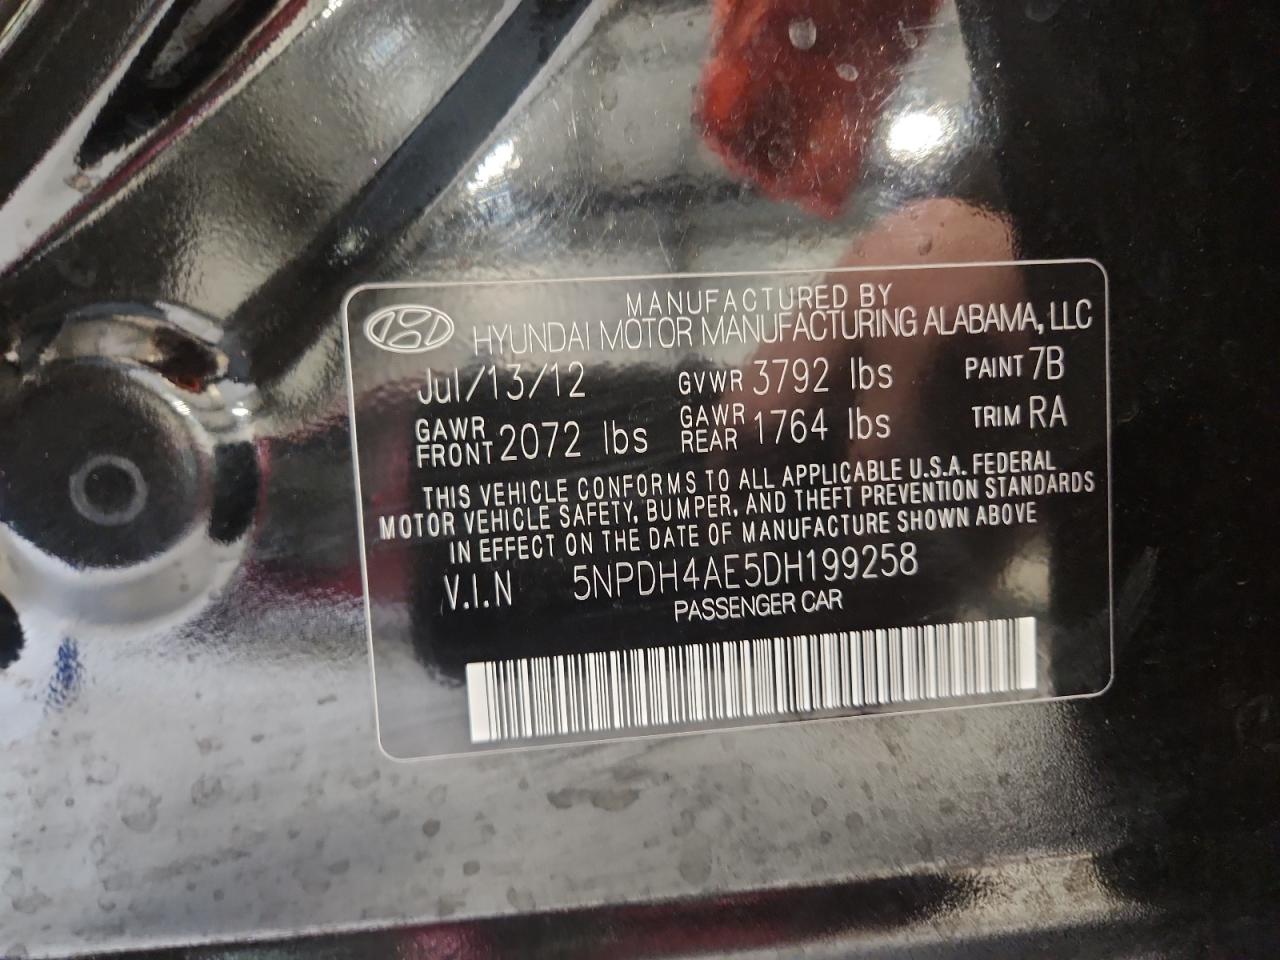 MANUFACTURED BY
HYUNDAI MOTOR MANUFACTURING ALABAMA, LLC
Jul/13/12 GVWR 3792 lbs PAINT 7B
GAWR FRONT 2072 lbs GAWR REAR 1764 lbs TRIM RA
THIS VEHICLE CONFORMS TO ALL APPLICABLE U.S.A. FEDERAL
MOTOR VEHICLE SAFETY, BUMPER, AND THEFT PREVENTION STANDARDS
IN EFFECT ON THE DATE OF MANUFACTURE SHOWN ABOVE
V.I.N 5NPDH4AE5DH199258
PASSENGER CAR